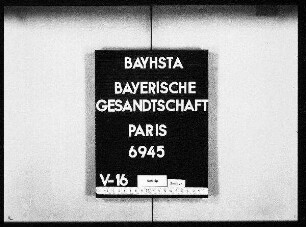 BAYHSTA
BAYERISCHE
GESANDTSCHAFT
PARIS
6945
V-16